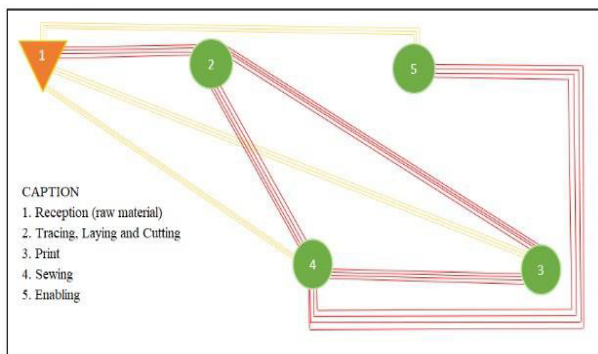 1
2
5
CAPTION
1. Reception (raw material)
2. Tracing, Laying and Cutting
3. Print
4. Sewing
5. Enabling
4
3